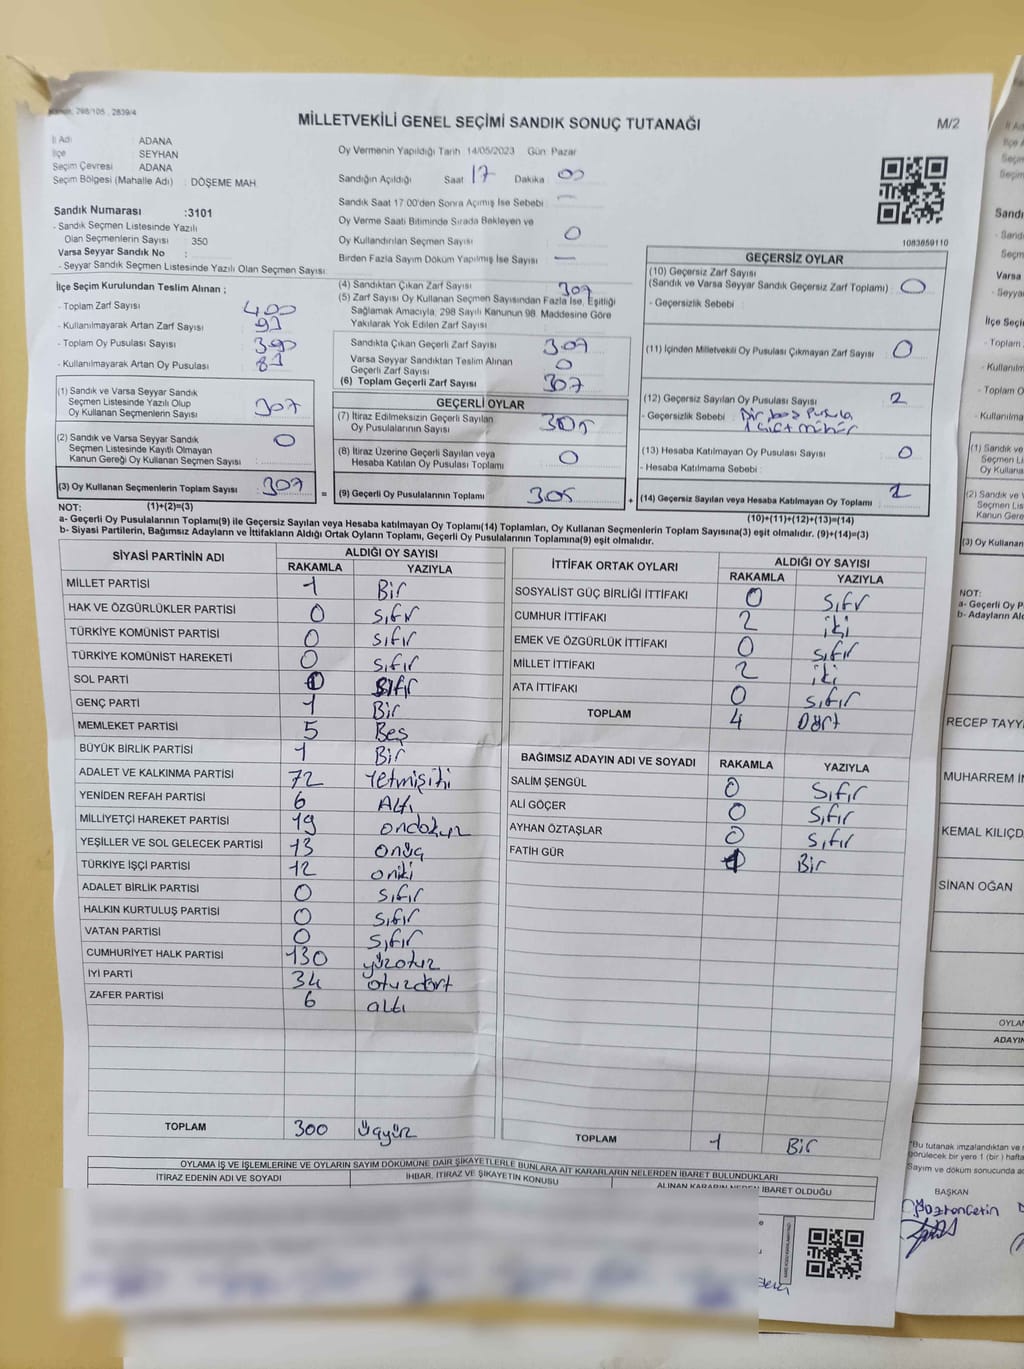 Kanun: 298/105 , 2839/4
MİLLETVEKİLİ GENEL SEÇİMİ SANDIK SONUÇ TUTANAĞI
M/2
İl Adı : ADANA
İlçe : SEYHAN
Seçim Çevresi : ADANA
Seçim Bölgesi (Mahalle Adı) : DÖŞEME MAH
Oy Vermenin Yapıldığı Tarih 14/05/2023 Gün Pazar
Sandığın Açıldığı Saat 17 Dakika 00
Sandık Saat 17:00'den Sonra Açılmış İse Sebebi : -
Oy Verme Saati Bitiminde Sırada Bekleyen ve
Oy Kullandırılan Seçmen Sayısı : 0
Birden Fazla Sayım Döküm Yapılmış İse Sayısı : -
1083659110
Sandık Numarası :3101
- Sandık Seçmen Listesinde Yazılı
Olan Seçmenlerin Sayısı : 350
Varsa Seyyar Sandık No :
- Seyyar Sandık Seçmen Listesinde Yazılı Olan Seçmen Sayısı :
İlçe Seçim Kurulundan Teslim Alınan ;
- Toplam Zarf Sayısı : 400
- Kullanılmayarak Artan Zarf Sayısı : 93
- Toplam Oy Pusulası Sayısı : 390
- Kullanılmayarak Artan Oy Pusulası : 83
(1) Sandık ve Varsa Seyyar Sandık
Seçmen Listesinde Yazılı Olup
Oy Kullanan Seçmenlerin Sayısı : 307
(2) Sandık ve Varsa Seyyar Sandık
Seçmen Listesinde Kayıtlı Olmayan
Kanun Gereği Oy Kullanan Seçmen Sayısı : 0
(3) Oy Kullanan Seçmenlerin Toplam Sayısı : 307
(4) Sandıktan Çıkan Zarf Sayısı : 307
(5) Zarf Sayısı Oy Kullanan Seçmen Sayısından Fazla İse, Eşitliği
Sağlamak Amacıyla, 298 Sayılı Kanunun 98. Maddesine Göre
Yakılarak Yok Edilen Zarf Sayısı :
Sandıkta Çıkan Geçerli Zarf Sayısı : 307
Varsa Seyyar Sandıktan Teslim Alınan
Geçerli Zarf Sayısı : 0
(6) Toplam Geçerli Zarf Sayısı : 307
GEÇERLİ OYLAR
(7) İtiraz Edilmeksizin Geçerli Sayılan
Oy Pusulalarının Sayısı : 305
(8) İtiraz Üzerine Geçerli Sayılan veya
Hesaba Katılan Oy Pusulası Toplamı : 0
= (9) Geçerli Oy Pusulalarının Toplamı : 305
GEÇERSİZ OYLAR
(10) Geçersiz Zarf Sayısı
(Sandık ve Varsa Seyyar Sandık Geçersiz Zarf Toplamı) : 0
- Geçersizlik Sebebi :
(11) İçinden Milletvekili Oy Pusulası Çıkmayan Zarf Sayısı : 0
(12) Geçersiz Sayılan Oy Pusulası Sayısı : 2
- Geçersizlik Sebebi : Bir boş pusula
1 çift mühür
(13) Hesaba Katılmayan Oy Pusulası Sayısı : 0
- Hesaba Katılmama Sebebi :
+ (14) Geçersiz Sayılan veya Hesaba Katılmayan Oy Toplamı : 2
NOT: (1)+(2)=(3)
(10)+(11)+(12)+(13)=(14)
a- Geçerli Oy Pusulalarının Toplamı(9) ile Geçersiz Sayılan veya Hesaba katılmayan Oy Toplamı(14) Toplamları, Oy Kullanan Seçmenlerin Toplam Sayısına(3) eşit olmalıdır. (9)+(14)=(3)
b- Siyasi Partilerin, Bağımsız Adayların ve İttifakların Aldığı Ortak Oyların Toplamı, Geçerli Oy Pusulalarının Toplamına(9) eşit olmalıdır.
SİYASİ PARTİNİN ADI ALDIĞI OY SAYISI
RAKAMLA YAZIYLA
MİLLET PARTİSİ 1 Bir
HAK VE ÖZGÜRLÜKLER PARTİSİ 0 Sıfır
TÜRKİYE KOMÜNİST PARTİSİ 0 Sıfır
TÜRKİYE KOMÜNİST HAREKETİ 0 Sıfır
SOL PARTİ 0 Sıfır
GENÇ PARTİ 1 Bir
MEMLEKET PARTİSİ 5 Beş
BÜYÜK BİRLİK PARTİSİ 1 Bir
ADALET VE KALKINMA PARTİSİ 72 Yetmişiki
YENİDEN REFAH PARTİSİ 6 Altı
MİLLİYETÇİ HAREKET PARTİSİ 19 ondokuz
YEŞİLLER VE SOL GELECEK PARTİSİ 13 onüç
TÜRKİYE İŞÇİ PARTİSİ 12 oniki
ADALET BİRLİK PARTİSİ 0 Sıfır
HALKIN KURTULUŞ PARTİSİ 0 Sıfır
VATAN PARTİSİ 0 Sıfır
CUMHURİYET HALK PARTİSİ 130 yüzotuz
İYİ PARTİ 34 otuzdört
ZAFER PARTİSİ 6 altı
TOPLAM 300 üçyüz
İTTİFAK ORTAK OYLARI ALDIĞI OY SAYISI
RAKAMLA YAZIYLA
SOSYALİST GÜÇ BİRLİĞİ İTTİFAKI 0 Sıfır
CUMHUR İTTİFAKI 2 iki
EMEK VE ÖZGÜRLÜK İTTİFAKI 0 Sıfır
MİLLET İTTİFAKI 2 iki
ATA İTTİFAKI 0 Sıfır
TOPLAM 4 Dört
BAĞIMSIZ ADAYIN ADI VE SOYADI RAKAMLA YAZIYLA
SALİM ŞENGÜL 0 Sıfır
ALİ GÖÇER 0 Sıfır
AYHAN ÖZTAŞLAR 0 Sıfır
FATİH GÜR 1 Bir
TOPLAM 1 Bir
OYLAMA İŞ VE İŞLEMLERİNE VE OYLARIN SAYIM DÖKÜMÜNE DAİR ŞİKAYETLERLE BUNLARA AİT KARARLARIN NELERDEN İBARET BULUNDUKLARI
İTİRAZ EDENİN ADI VE SOYADI İHBAR, İTİRAZ VE ŞİKAYETİN KONUSU ALINAN KARARIN NEDEN İBARET OLDUĞU
NOT:
a- Geçerli P
b- Adayların Al
RECEP TAYY
MUHARREM İN
KEMAL KILIÇD
SİNAN OĞAN
OYLA
ADAYIN
*Bu tutanak imzalandıktan ve
görülecek bir yere 1 (bir) hafta
Sayım ve döküm sonucunda
BAŞKAN